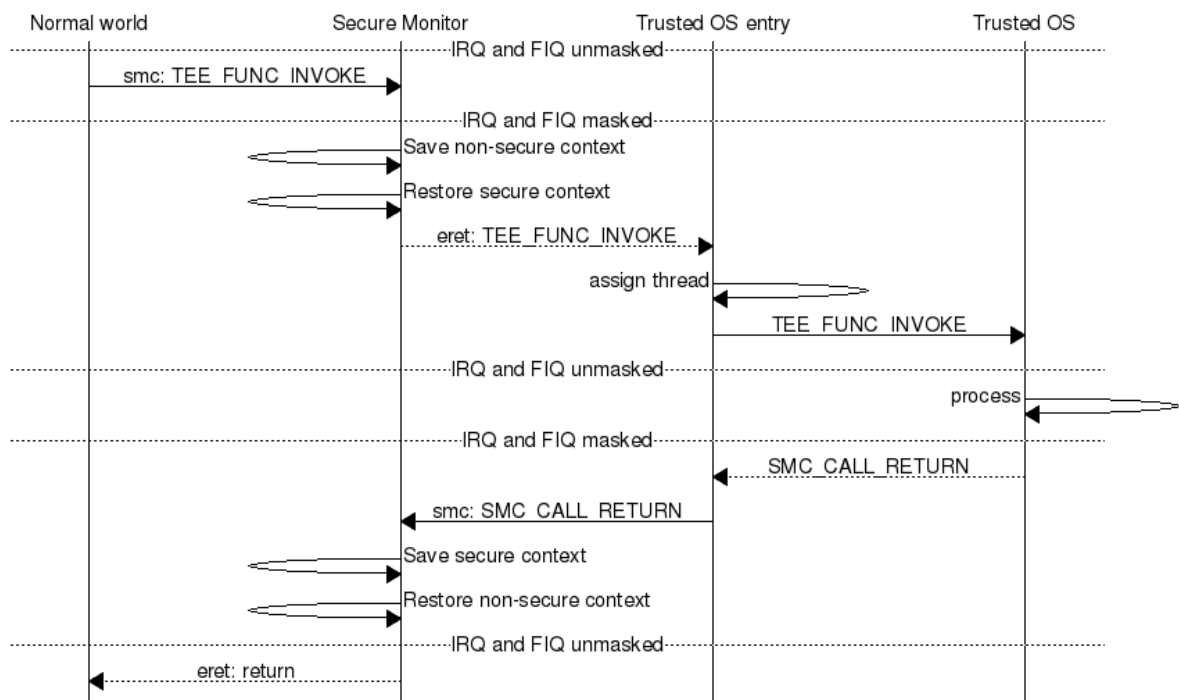 Normal world Secure Monitor Trusted OS entry Trusted OS
IRQ and FIQ unmasked
smc: TEE_FUNC_INVOKE
IRQ and FIQ masked
Save non-secure context
Restore secure context
eret: TEE_FUNC_INVOKE
assign thread
TEE_FUNC_INVOKE
IRQ and FIQ unmasked
process
IRQ and FIQ masked
SMC_CALL_RETURN
smc: SMC_CALL_RETURN
Save secure context
Restore non-secure context
IRQ and FIQ unmasked
eret: return